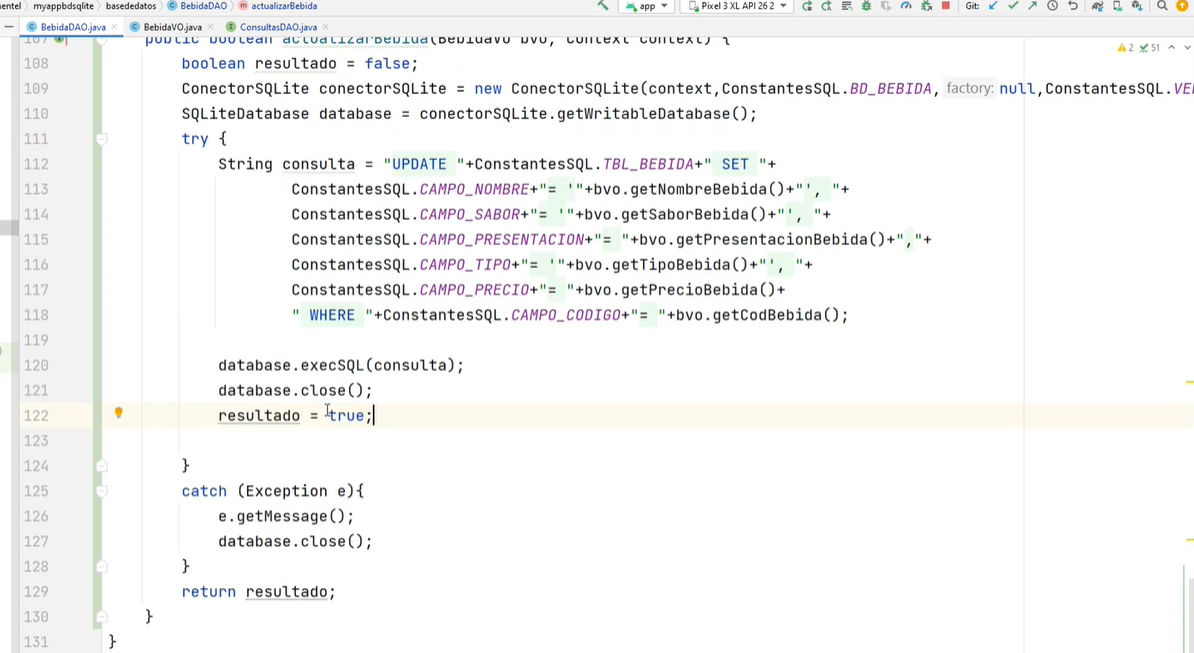 mentel › myappbdsqlite › basededatos › BebidaDAO › actualizarBebida app Pixel 3 XL API 26 2 Git:
BebidaDAO.java BebidaVO.java ConsultasDAO.java
107 public boolean actualizarBebida(BebidaVO bvo, Context context) {
2 51
108 boolean resultado = false;
109 ConectorSQLite conectorSQLite = new ConectorSQLite(context,ConstantesSQL.BD_BEBIDA, factory: null,ConstantesSQL.VE
110 SQLiteDatabase database = conectorSQLite.getWritableDatabase();
111 try {
112 String consulta = "UPDATE "+ConstantesSQL.TBL_BEBIDA+" SET "+
113 ConstantesSQL.CAMPO_NOMBRE+"= '"+bvo.getNombreBebida()+"', "+
114 ConstantesSQL.CAMPO_SABOR+"= '"+bvo.getSaborBebida()+"', "+
115 ConstantesSQL.CAMPO_PRESENTACION+"= "+bvo.getPresentacionBebida()+","+
116 ConstantesSQL.CAMPO_TIPO+"= '"+bvo.getTipoBebida()+"', "+
117 ConstantesSQL.CAMPO_PRECIO+"= "+bvo.getPrecioBebida()+
118 " WHERE "+ConstantesSQL.CAMPO_CODIGO+"= "+bvo.getCodBebida();
119
120 database.execSQL(consulta);
121 database.close();
122 resultado = true;
123
124 }
125 catch (Exception e){
126 e.getMessage();
127 database.close();
128 }
129 return resultado;
130 }
131 }